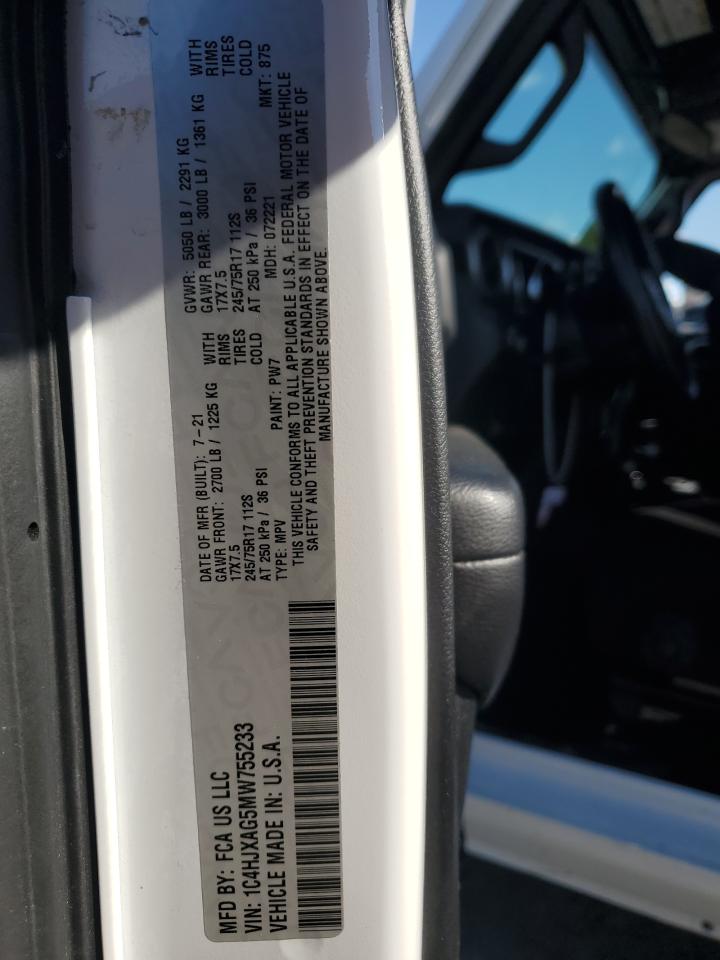 MFD BY: FCA US LLC
VIN: 1C4HJXAG5MW755233
VEHICLE MADE IN: U.S.A.
DATE OF MFR (BUILT): 7-21
GVWR: 5050 LB / 2291 KG
GAWR FRONT: 2700 LB / 1225 KG WITH
GAWR REAR: 3000 LB / 1361 KG WITH
17X7.5 RIMS
17X7.5 RIMS
245/75R17 112S TIRES
245/75R17 112S TIRES
AT 250 kPa / 36 PSI COLD
AT 250 kPa / 36 PSI COLD
TYPE: MPV PAINT: PW7 MDH: 072221 MKT: 875
THIS VEHICLE CONFORMS TO ALL APPLICABLE U.S.A. FEDERAL MOTOR VEHICLE
SAFETY AND THEFT PREVENTION STANDARDS IN EFFECT ON THE DATE OF
MANUFACTURE SHOWN ABOVE.